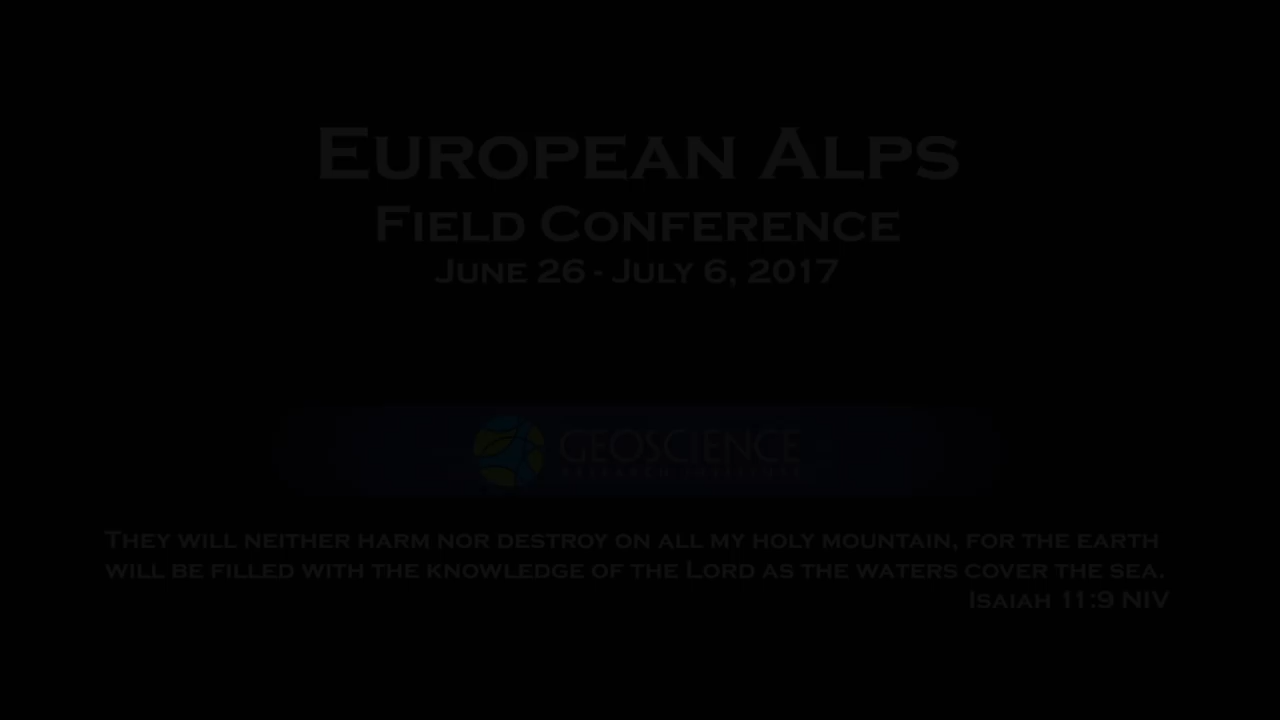 European Alps
Field Conference
June 26 - July 6, 2017
GEOSCIENCE
RESEARCH INSTITUTE
They will neither harm nor destroy on all my holy mountain, for the earth
will be filled with the knowledge of the Lord as the waters cover the sea.
Isaiah 11:9 NIV